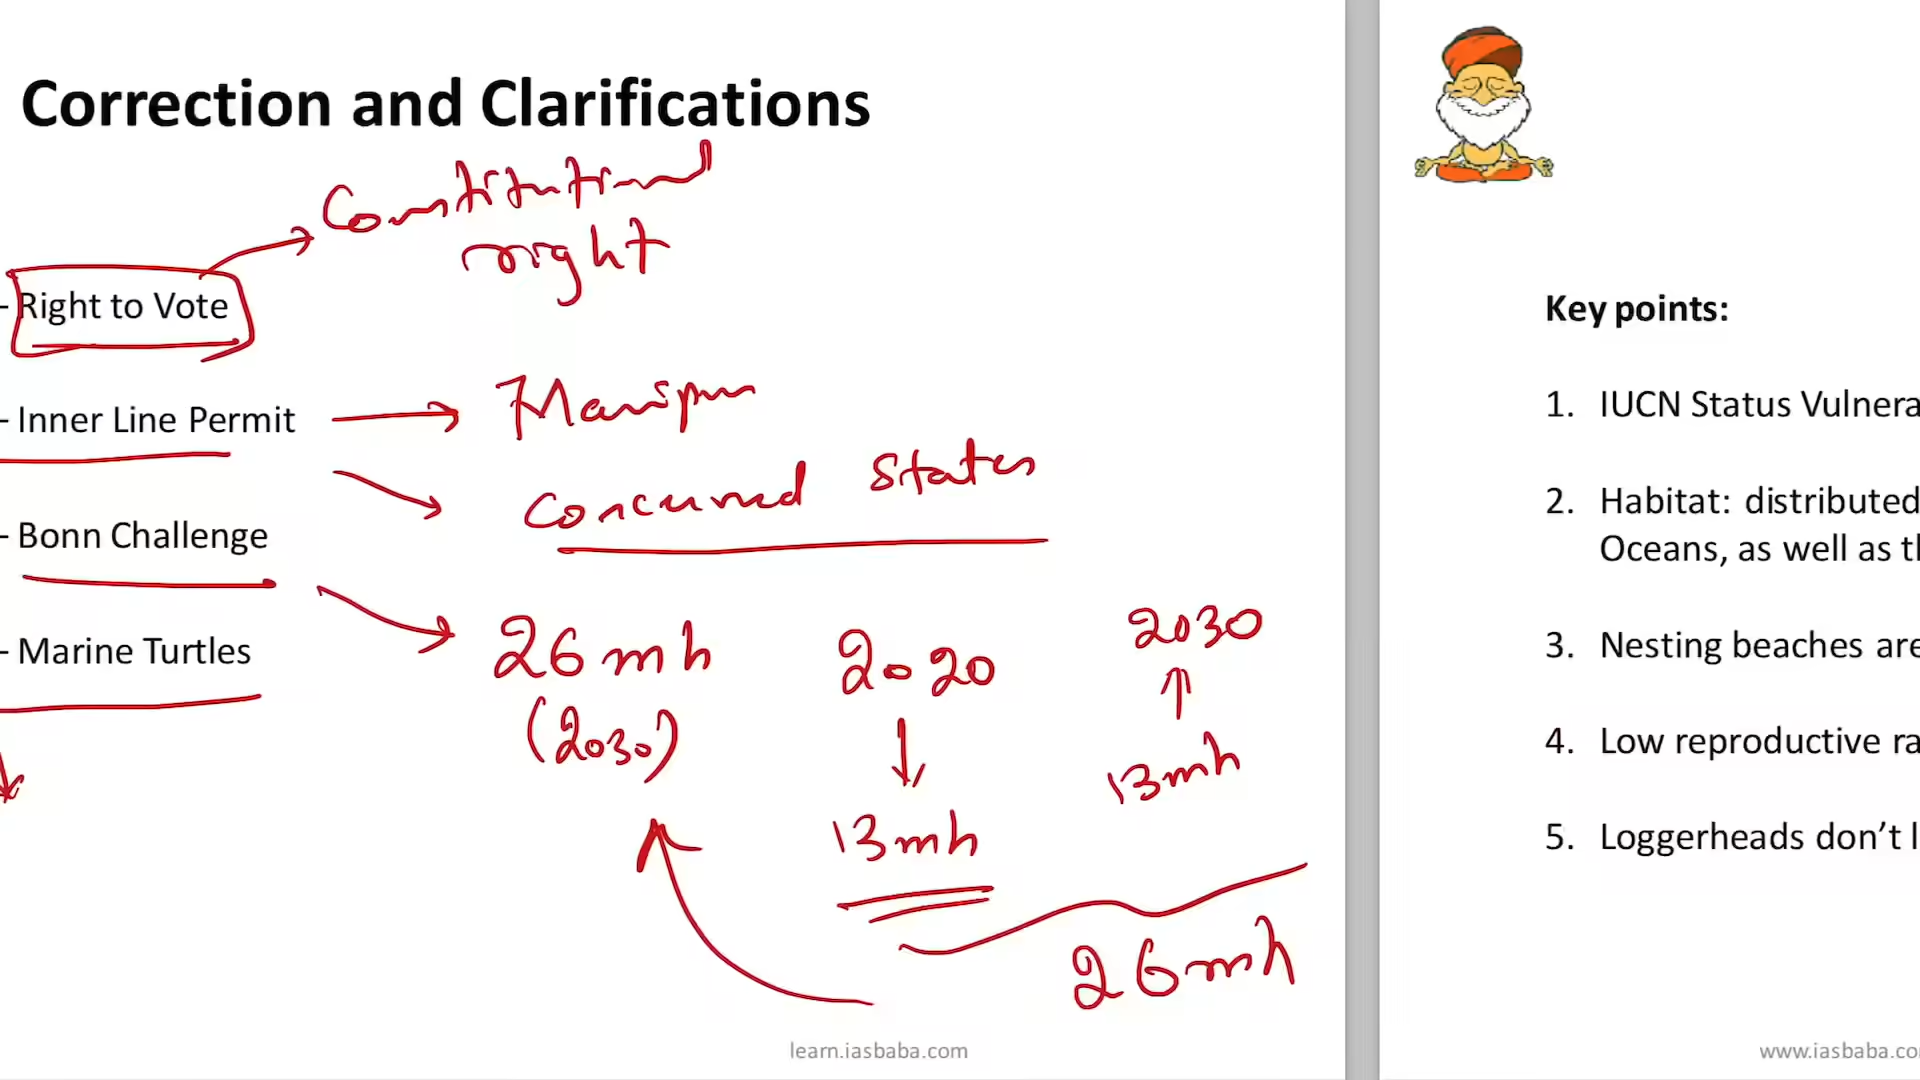 Correction and Clarifications
Constitutional
right
- Right to Vote
- Inner Line Permit
Manipur
Concerned States
- Bonn Challenge
- Marine Turtles
26 mh
(2030)
2020
13 mh
2030
13 mh
26 mh
learn.iasbaba.com
Key points:
1. IUCN Status Vulnera
2. Habitat: distributed
Oceans, as well as tl
3. Nesting beaches are
4. Low reproductive ra
5. Loggerheads don't l
www.iasbaba.co